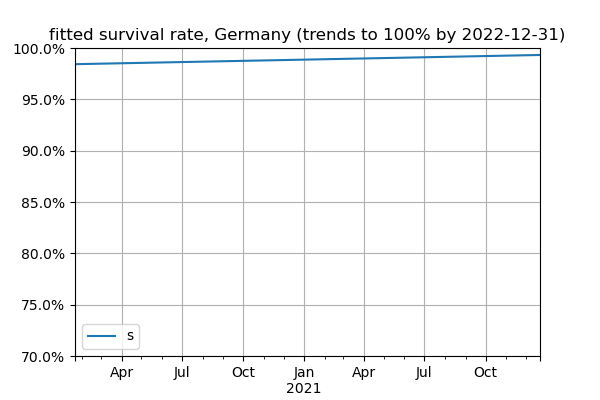 fitted survival rate, Germany (trends to 100% by 2022-12-31)
100.0%
95.0%
90.0%
85.0%
80.0%
75.0%
70.0%
s
Apr Jul Oct Jan Apr Jul Oct
2021